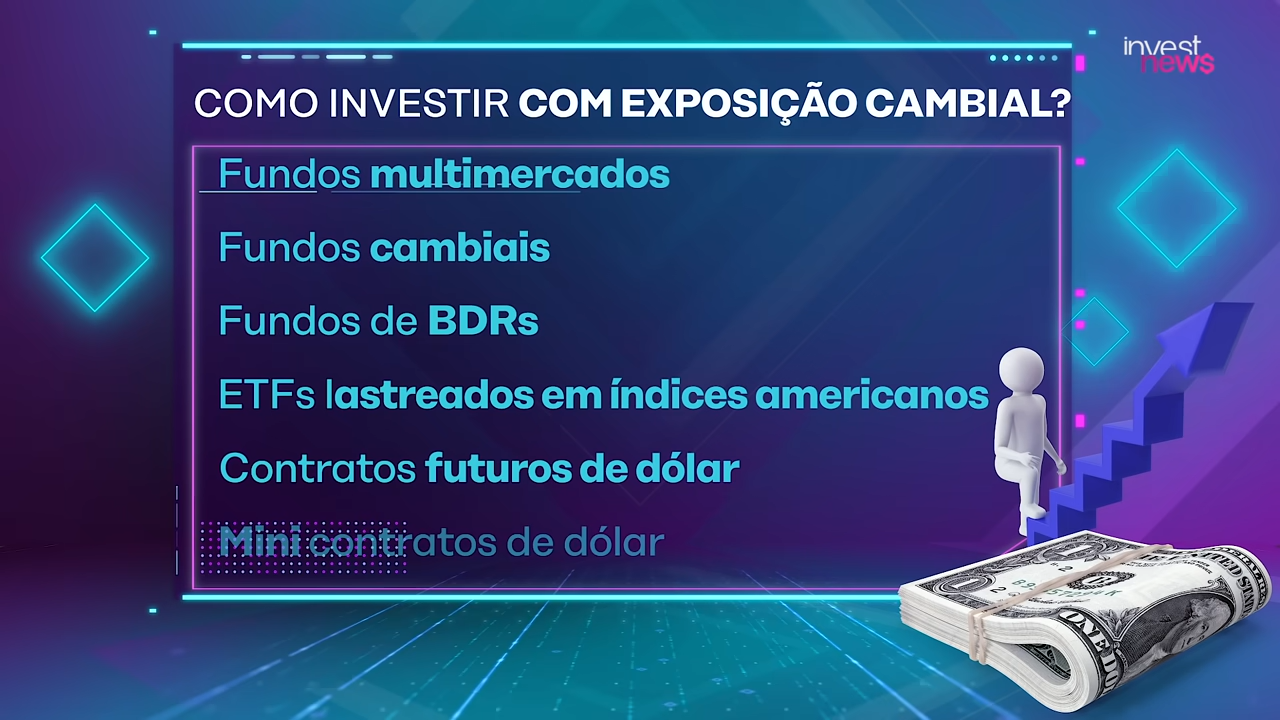 invest
news
COMO INVESTIR COM EXPOSIÇÃO CAMBIAL?
Fundos multimercados
Fundos cambiais
Fundos de BDRs
ETFs lastreados em índices americanos
Contratos futuros de dólar
Mini contratos de dólar